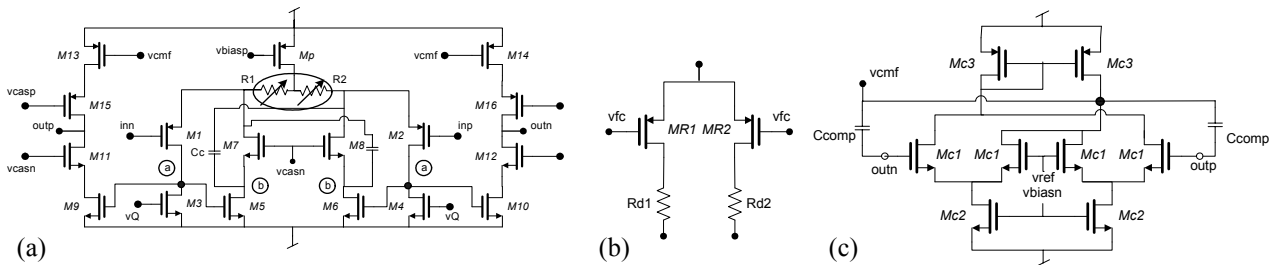 M13
vcmf
vbiasp
Mp
vcmf
M14
R1
R2
vcasp
M15
M16
outp
outn
inn
M1
M2
inp
vcasn
M11
M7
M8
M12
Cc
a
vcasn
a
b
b
M9
M3
M5
M6
M4
M10
vQ
vQ
(a)
vfc
MR1
MR2
vfc
Rd1
Rd2
(b)
Mc3
Mc3
vcmf
Ccomp
Ccomp
Mc1
Mc1
Mc1
Mc1
outn
vref
outp
vbiasn
Mc2
Mc2
(c)